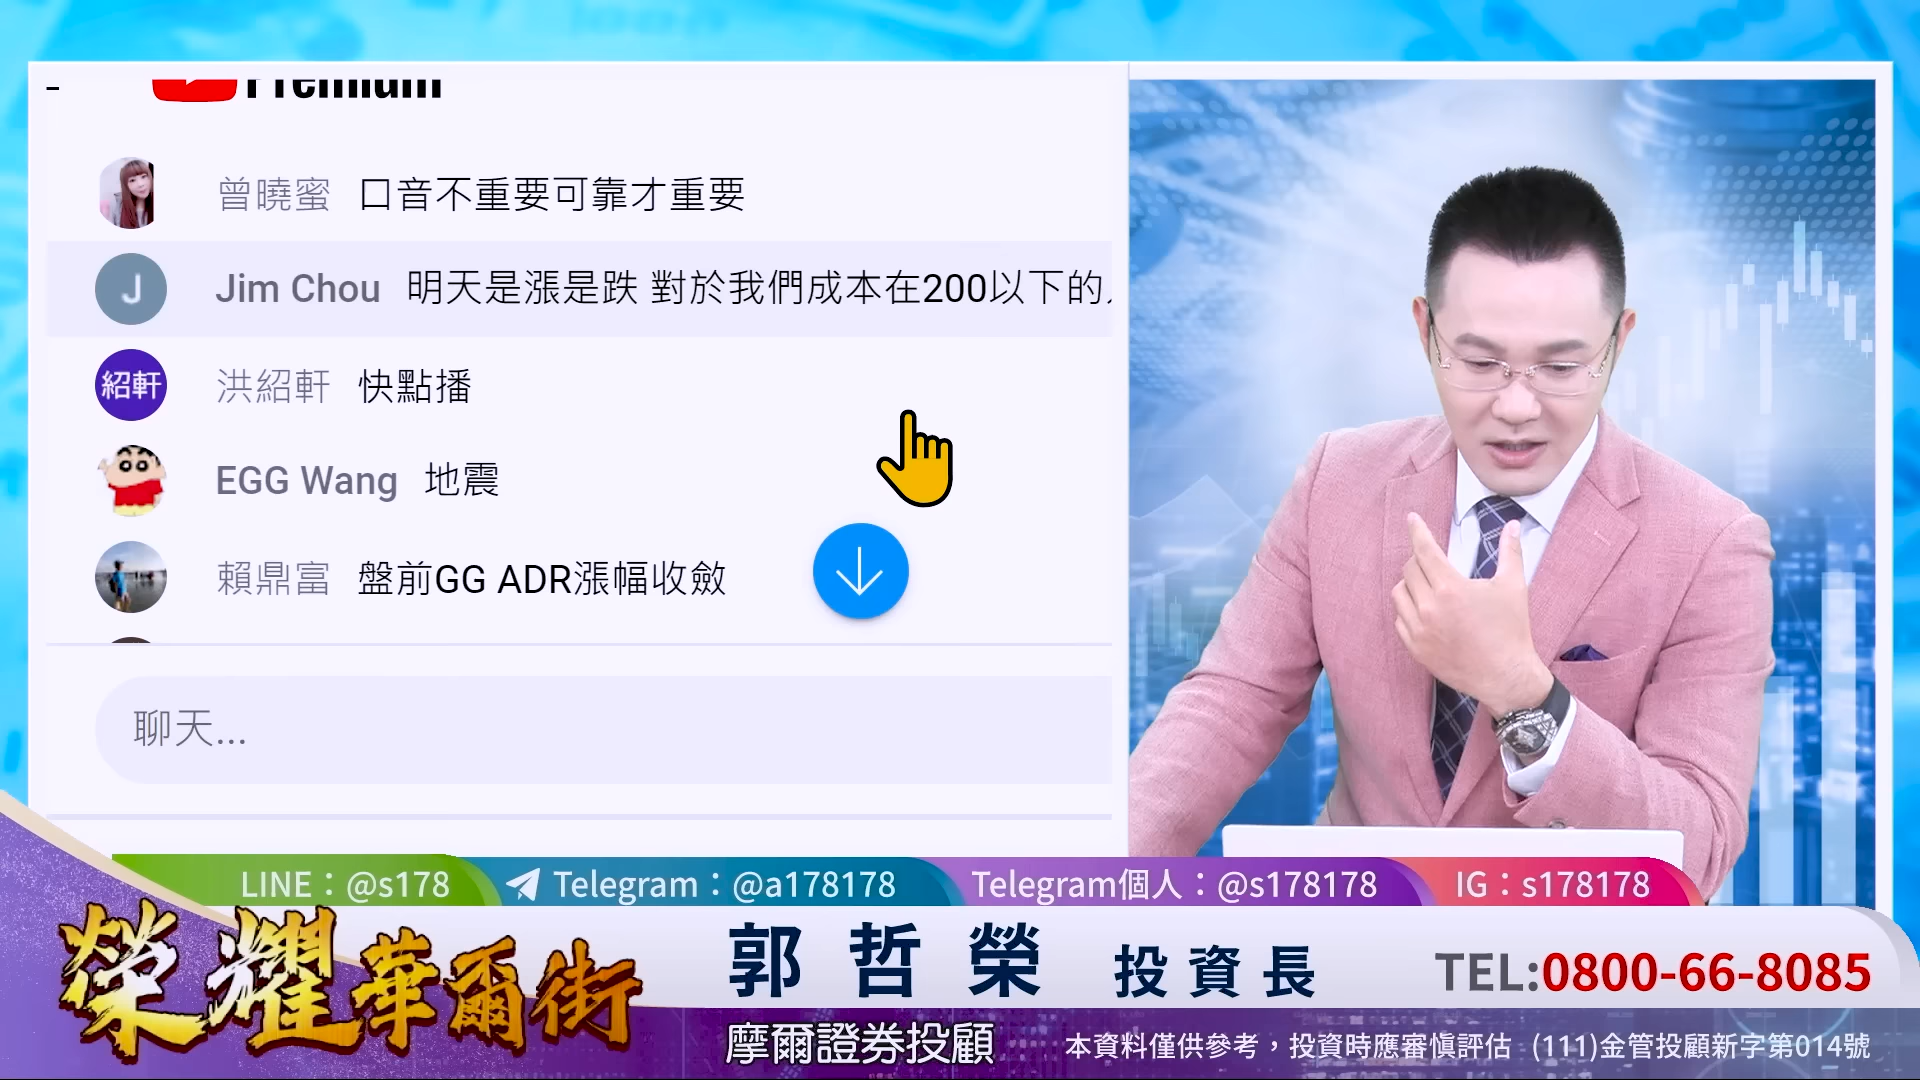 Premium
曾曉蜜 口音不重要可靠才重要
J Jim Chou 明天是漲是跌 對於我們成本在200以下的
紹軒 洪紹軒 快點播
EGG Wang 地震
賴鼎富 盤前GG ADR漲幅收斂
聊天...
LINE：@s178 Telegram：@a178178 Telegram個人：@s178178 IG：s178178
榮耀華爾街
郭哲榮 投資長 TEL:0800-66-8085
摩爾證券投顧 本資料僅供參考，投資時應審慎評估 (111)金管投顧新字第014號